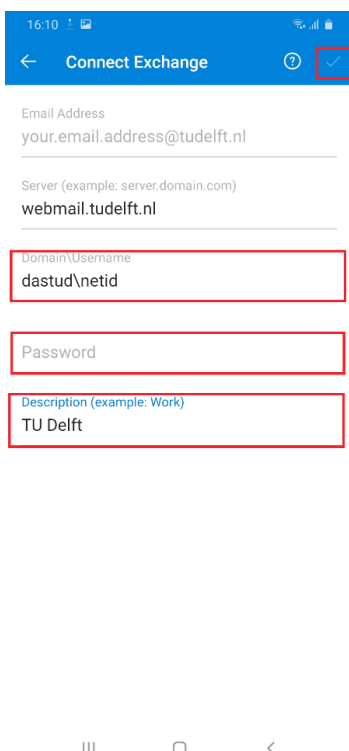 16:10
Connect Exchange
Email Address
your.email.address@tudelft.nl
Server (example: server.domain.com)
webmail.tudelft.nl
Domain\Username
dastud\netid
Password
Description (example: Work)
TU Delft